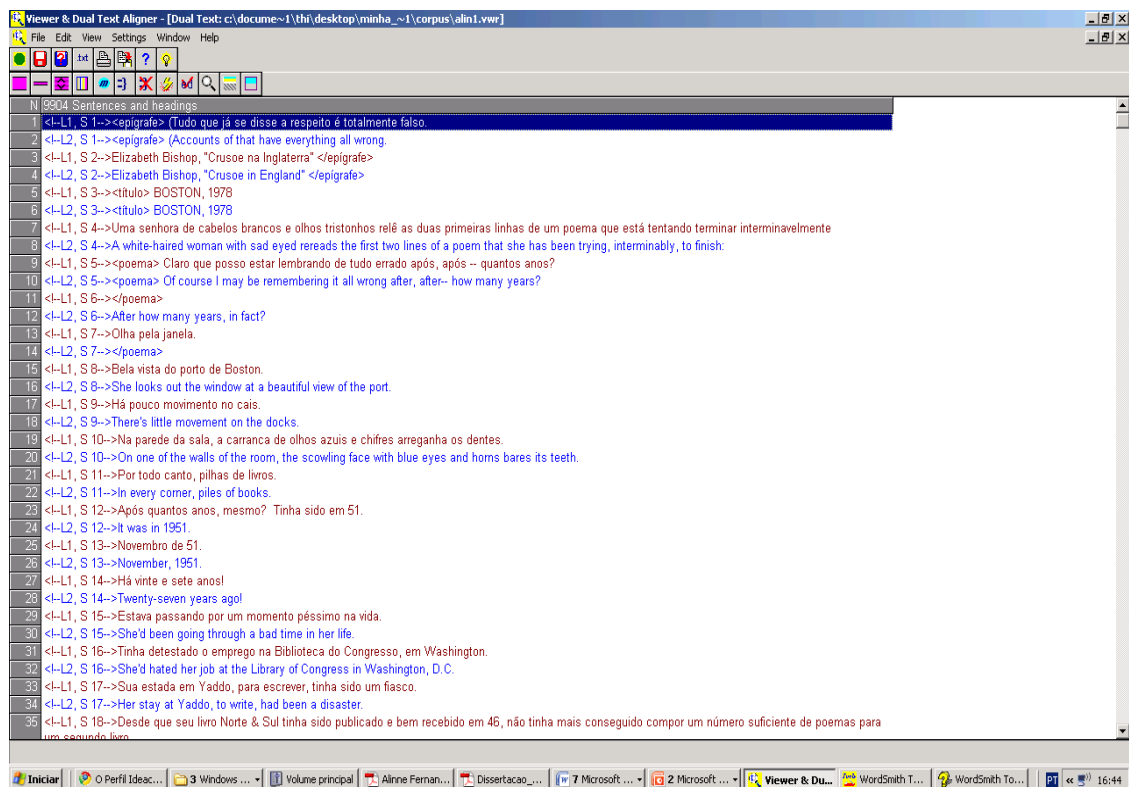 Viewer & Dual Text Aligner - [Dual Text: c:\docume~1\thi\desktop\minha_~1\corpus\alin1.vwr]
File Edit View Settings Window Help
.txt
N 9904 Sentences and headings
1 <!--L1, S 1--><epígrafe> (Tudo que já se disse a respeito é totalmente falso.
2 <!--L2, S 1--><epígrafe> (Accounts of that have everything all wrong.
3 <!--L1, S 2-->Elizabeth Bishop, "Crusoe na Inglaterra" </epígrafe>
4 <!--L2, S 2-->Elizabeth Bishop, "Crusoe in England" </epígrafe>
5 <!--L1, S 3--><título> BOSTON, 1978
6 <!--L2, S 3--><título> BOSTON, 1978
7 <!--L1, S 4-->Uma senhora de cabelos brancos e olhos tristonhos relê as duas primeiras linhas de um poema que está tentando terminar interminavelmente
8 <!--L2, S 4-->A white-haired woman with sad eyed rereads the first two lines of a poem that she has been trying, interminably, to finish:
9 <!--L1, S 5--><poema> Claro que posso estar lembrando de tudo errado após, após -- quantos anos?
10 <!--L2, S 5--><poema> Of course I may be remembering it all wrong after, after-- how many years?
11 <!--L1, S 6--></poema>
12 <!--L2, S 6-->After how many years, in fact?
13 <!--L1, S 7-->Olha pela janela.
14 <!--L2, S 7--></poema>
15 <!--L1, S 8-->Bela vista do porto de Boston.
16 <!--L2, S 8-->She looks out the window at a beautiful view of the port.
17 <!--L1, S 9-->Há pouco movimento no cais.
18 <!--L2, S 9-->There's little movement on the docks.
19 <!--L1, S 10-->Na parede da sala, a carranca de olhos azuis e chifres arreganha os dentes.
20 <!--L2, S 10-->On one of the walls of the room, the scowling face with blue eyes and horns bares its teeth.
21 <!--L1, S 11-->Por todo canto, pilhas de livros.
22 <!--L2, S 11-->In every corner, piles of books.
23 <!--L1, S 12-->Após quantos anos, mesmo? Tinha sido em 51.
24 <!--L2, S 12-->It was in 1951.
25 <!--L1, S 13-->Novembro de 51.
26 <!--L2, S 13-->November, 1951.
27 <!--L1, S 14-->Há vinte e sete anos!
28 <!--L2, S 14-->Twenty-seven years ago!
29 <!--L1, S 15-->Estava passando por um momento péssimo na vida.
30 <!--L2, S 15-->She'd been going through a bad time in her life.
31 <!--L1, S 16-->Tinha detestado o emprego na Biblioteca do Congresso, em Washington.
32 <!--L2, S 16-->She'd hated her job at the Library of Congress in Washington, D.C.
33 <!--L1, S 17-->Sua estada em Yaddo, para escrever, tinha sido um fiasco.
34 <!--L2, S 17-->Her stay at Yaddo, to write, had been a disaster.
35 <!--L1, S 18-->Desde que seu livro Norte & Sul tinha sido publicado e bem recebido em 46, não tinha mais conseguido compor um número suficiente de poemas para
um segundo livro
Iniciar O Perfil Ideac... 3 Windows ... Volume principal Alinne Fernan... Dissertacao_... 7 Microsoft ... 2 Microsoft ... Viewer & Du... WordSmith T... WordSmith To... PT « 16:44